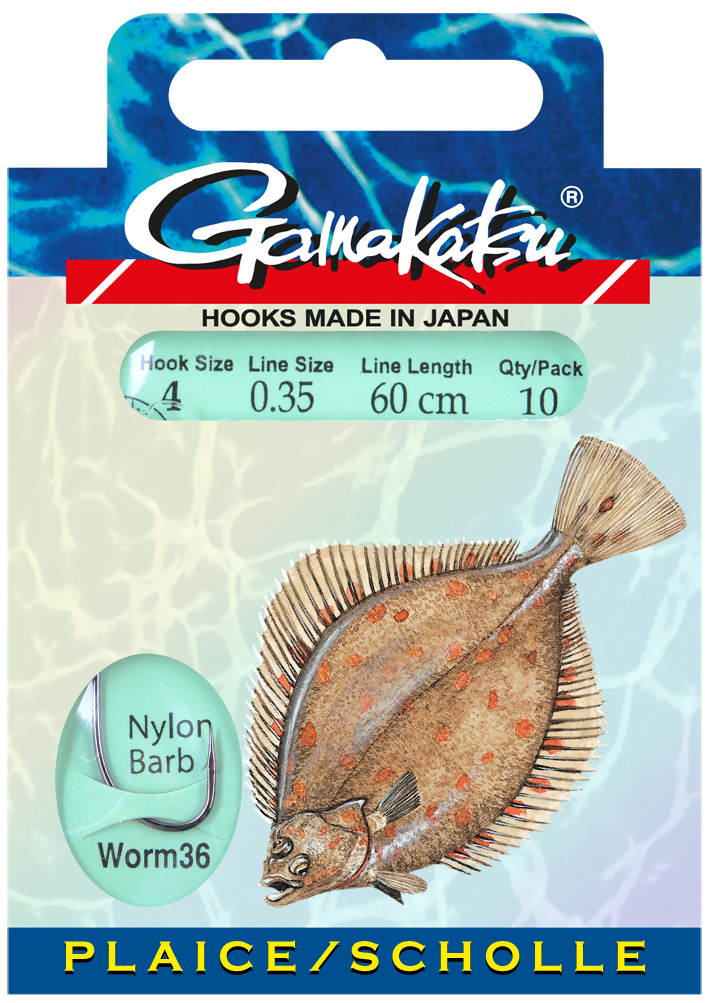 Gamakatsu®
HOOKS MADE IN JAPAN
Hook Size Line Size Line Length Qty/Pack
4 0.35 60 cm 10
Nylon
Barb
Worm36
PLAICE/SCHOLLE